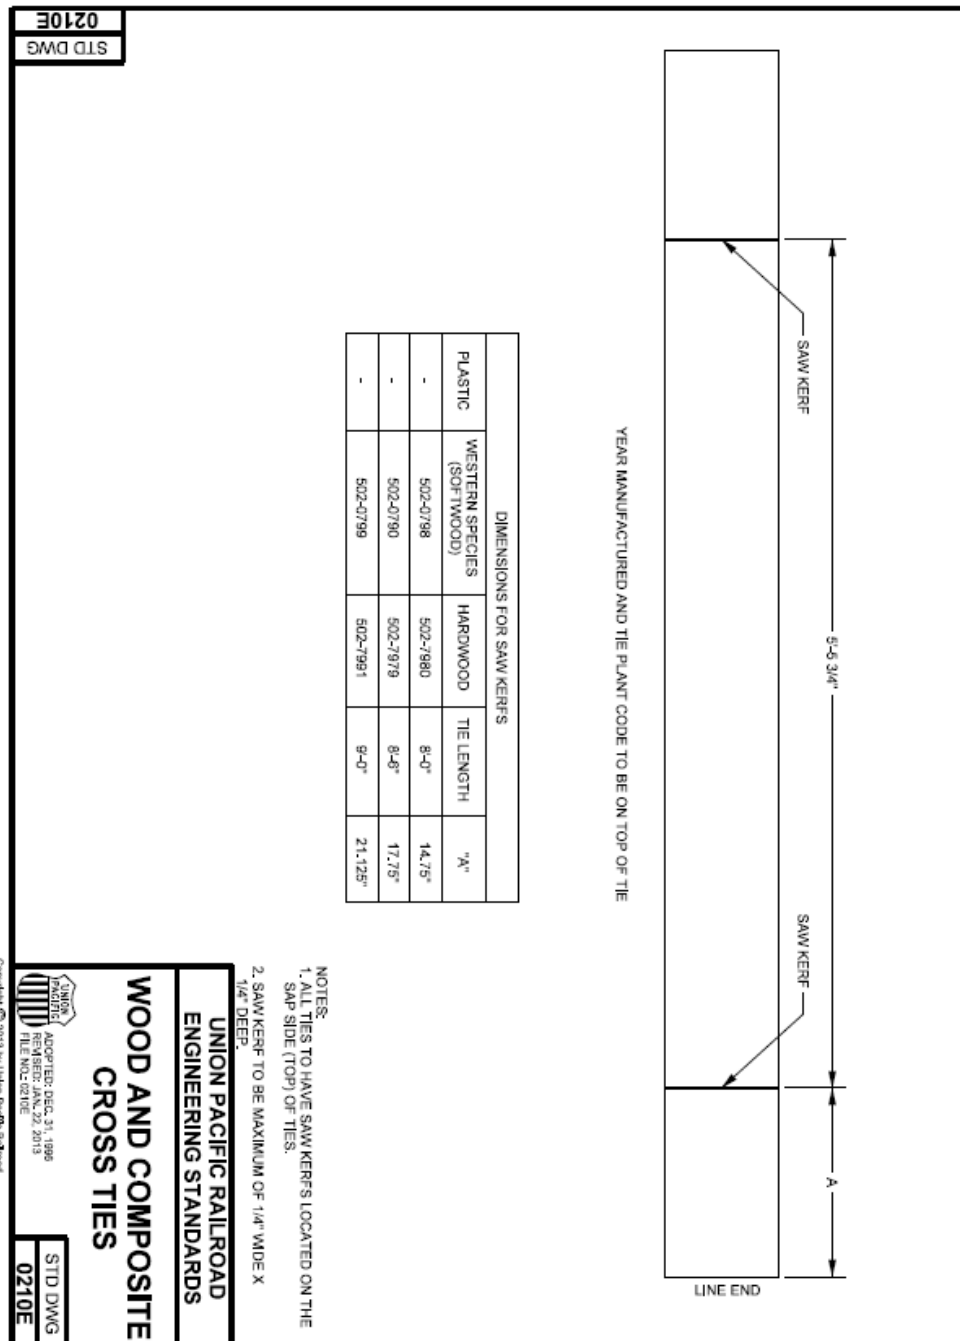 STD DWG
0210E
SAW KERF
5'-6 3/4"
SAW KERF
A
LINE END
YEAR MANUFACTURED AND TIE PLANT CODE TO BE ON TOP OF TIE
DIMENSIONS FOR SAW KERFS
PLASTIC WESTERN SPECIES (SOFTWOOD) HARDWOOD TIE LENGTH "A"
- 502-0798 502-7980 8'-0" 14.75"
- 502-0790 502-7979 8'-6" 17.75"
- 502-0799 502-7991 9'-0" 21.125"
NOTES:
1. ALL TIES TO HAVE SAW KERFS LOCATED ON THE
SAP SIDE (TOP) OF TIES.
2. SAW KERF TO BE MAXIMUM OF 1/4" WIDE X
1/4" DEEP.
UNION PACIFIC RAILROAD
ENGINEERING STANDARDS
WOOD AND COMPOSITE
CROSS TIES
UNION
PACIFIC
ADOPTED: DEC. 31, 1996
REVISED: JAN. 22, 2013
FILE NO.: 0210E
STD DWG
0210E